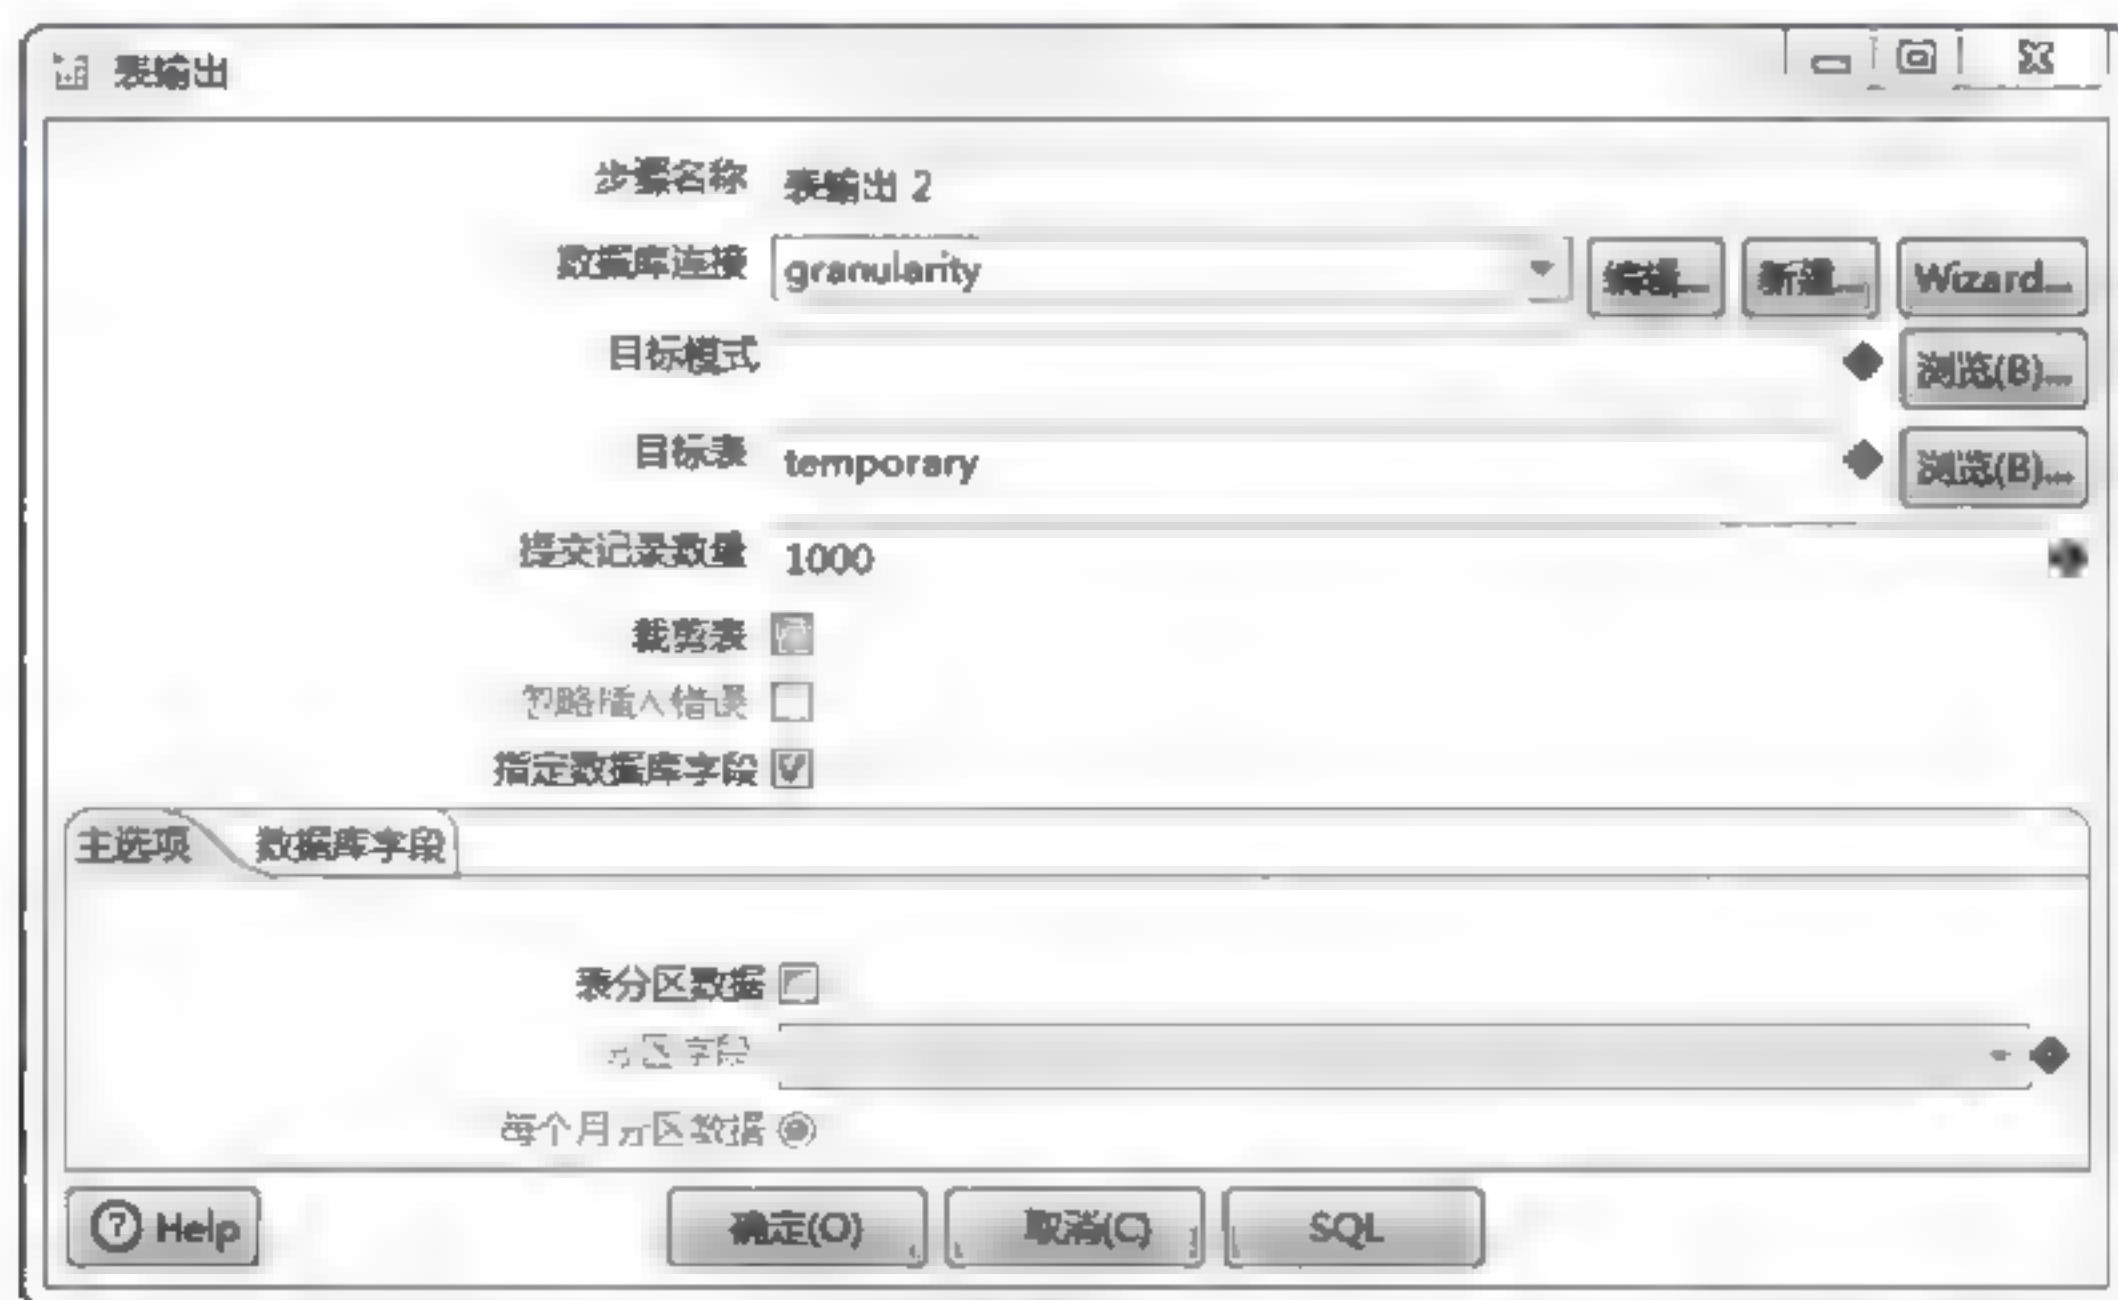 表输出
步骤名称 表输出 2
数据库连接 granularity 编辑... 新建... Wizard...
目标模式 浏览(B)...
目标表 temporary 浏览(B)...
提交记录数量 1000
裁剪表
忽略插入错误
指定数据库字段
主选项 数据库字段
表分区数据
分区字段
每个月分区数据
Help 确定(O) 取消(C) SQL